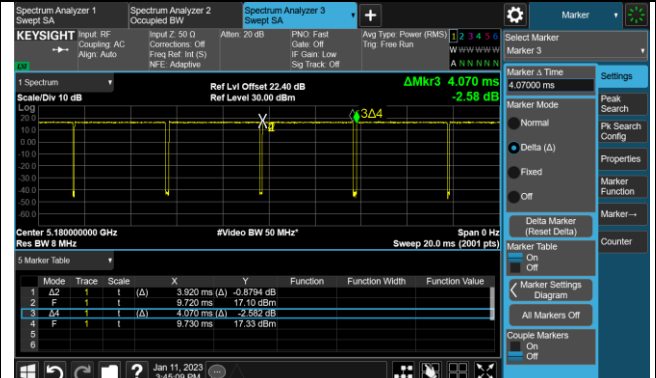 Spectrum Analyzer 1
Swept SA
Spectrum Analyzer 2
Occupied BW
Spectrum Analyzer 3
Swept SA
+
Marker
KEYSIGHT
Input: RF
Coupling: AC
Align: Auto
Input Z: 50 Ω
Corrections: Off
Freq Ref: Int (S)
NFE: Adaptive
Atten: 20 dB
PNO: Fast
Gate: Off
IF Gain: Low
Sig Track: Off
Avg Type: Power (RMS)
Trig: Free Run
1 2 3 4 5 6
W W W W W W
A N N N N N
LXI
Select Marker
Marker 3
1 Spectrum
Scale/Div 10 dB
Ref Lvl Offset 22.40 dB
Ref Level 30.00 dBm
ΔMkr3 4.070 ms
-2.58 dB
Log
20.0
10.0
0.00
-10.0
-20.0
-30.0
-40.0
-50.0
-60.0
3Δ4
Center 5.180000000 GHz
Res BW 8 MHz
#Video BW 50 MHz*
Span 0 Hz
Sweep 20.0 ms (2001 pts)
5 Marker Table
Mode Trace Scale X Y Function Function Width Function Value
1 Δ2 1 t (Δ) 3.920 ms (Δ) -0.8794 dB
2 F 1 t 9.720 ms 17.10 dBm
3 Δ4 1 t (Δ) 4.070 ms (Δ) -2.582 dB
4 F 1 t 9.730 ms 17.33 dBm
5
6
Marker Δ Time
4.07000 ms
Marker Mode
Normal
Delta (Δ)
Fixed
Off
Delta Marker
(Reset Delta)
Marker Table
On
Off
Marker Settings
Diagram
All Markers Off
Couple Markers
On
Off
Settings
Peak
Search
Pk Search
Config
Properties
Marker
Function
Marker→
Counter
?
Jan 11, 2023
3:45:09 PM